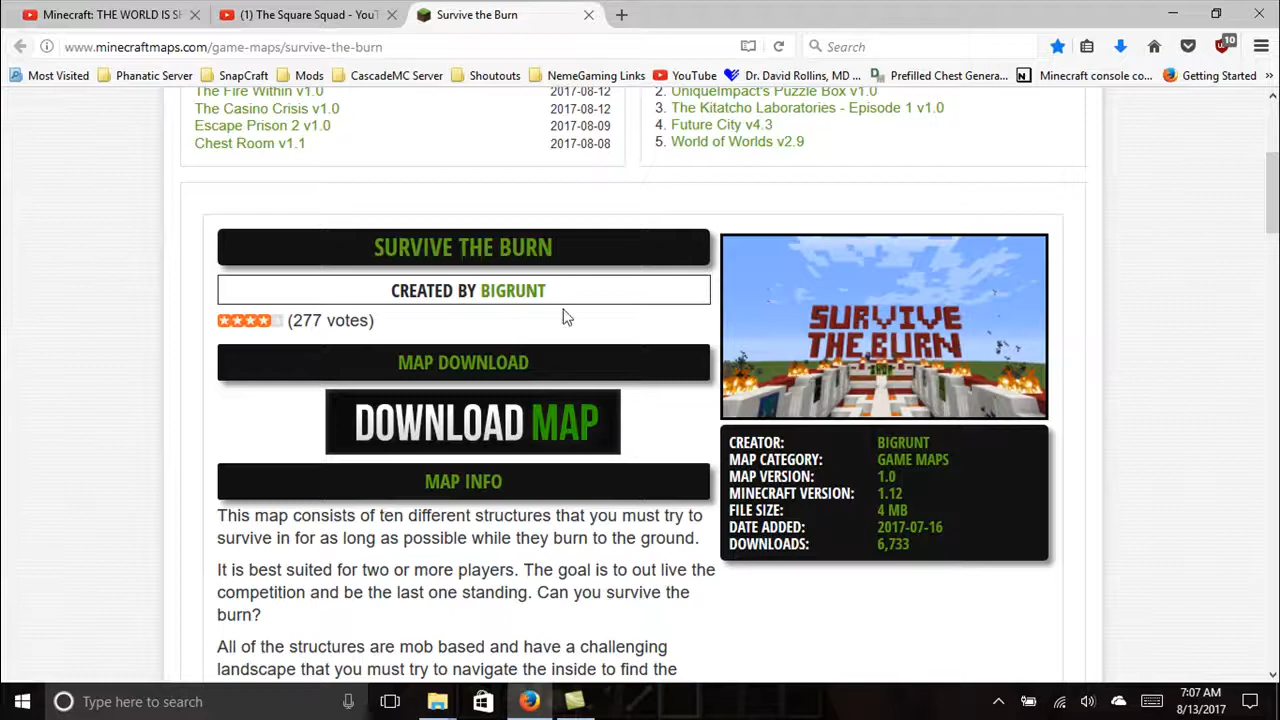 Minecraft: THE WORLD IS SH
(1) The Square Squad - YouT
Survive the Burn
www.minecraftmaps.com/game-maps/survive-the-burn
Search
10
Most Visited
Phanatic Server
SnapCraft
Mods
CascadeMC Server
Shoutouts
NemeGaming Links
YouTube
Dr. David Rollins, MD ...
Prefilled Chest Genera...
Minecraft console co...
Getting Started
The Fire Within v1.0 2017-08-12
The Casino Crisis v1.0 2017-08-12
Escape Prison 2 v1.0 2017-08-09
Chest Room v1.1 2017-08-08
2. UniqueImpact's Puzzle Box v1.0
3. The Kitatcho Laboratories - Episode 1 v1.0
4. Future City v4.3
5. World of Worlds v2.9
SURVIVE THE BURN
CREATED BY BIGRUNT
(277 votes)
MAP DOWNLOAD
DOWNLOAD MAP
MAP INFO
This map consists of ten different structures that you must try to
survive in for as long as possible while they burn to the ground.
It is best suited for two or more players. The goal is to out live the
competition and be the last one standing. Can you survive the
burn?
All of the structures are mob based and have a challenging
landscape that you must try to navigate the inside to find the
SURVIVE
THE BURN
CREATOR: BIGRUNT
MAP CATEGORY: GAME MAPS
MAP VERSION: 1.0
MINECRAFT VERSION: 1.12
FILE SIZE: 4 MB
DATE ADDED: 2017-07-16
DOWNLOADS: 6,733
Type here to search
7:07 AM
8/13/2017